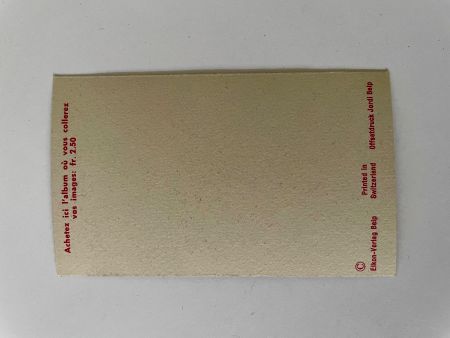 Achetez ici l'album où vous collerez
vos images: fr. 2.50
Printed in
© Eikon-Verlag Belp Switzerland Offsetdruck Jordi Belp